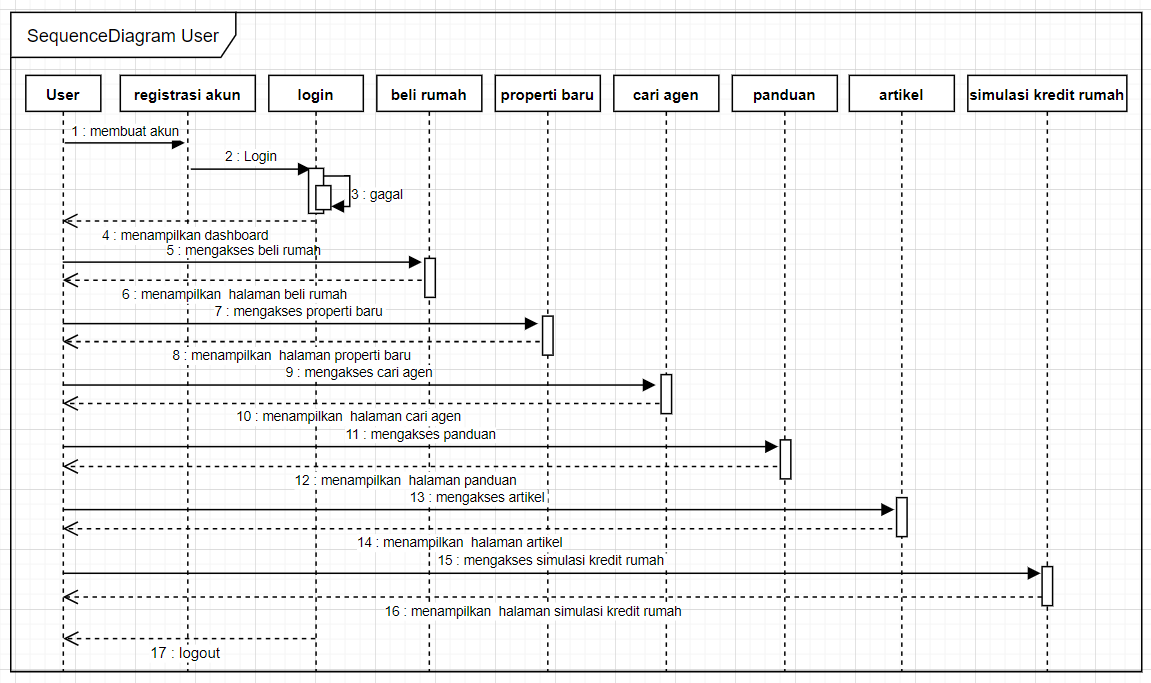 SequenceDiagram User
User
registrasi akun
login
beli rumah
properti baru
cari agen
panduan
artikel
simulasi kredit rumah
1 : membuat akun
2 : Login
3 : gagal
4 : menampilkan dashboard
5 : mengakses beli rumah
6 : menampilkan  halaman beli rumah
7 : mengakses properti baru
8 : menampilkan  halaman properti baru
9 : mengakses cari agen
10 : menampilkan  halaman cari agen
11 : mengakses panduan
12 : menampilkan  halaman panduan
13 : mengakses artikel
14 : menampilkan  halaman artikel
15 : mengakses simulasi kredit rumah
16 : menampilkan  halaman simulasi kredit rumah
17 : logout